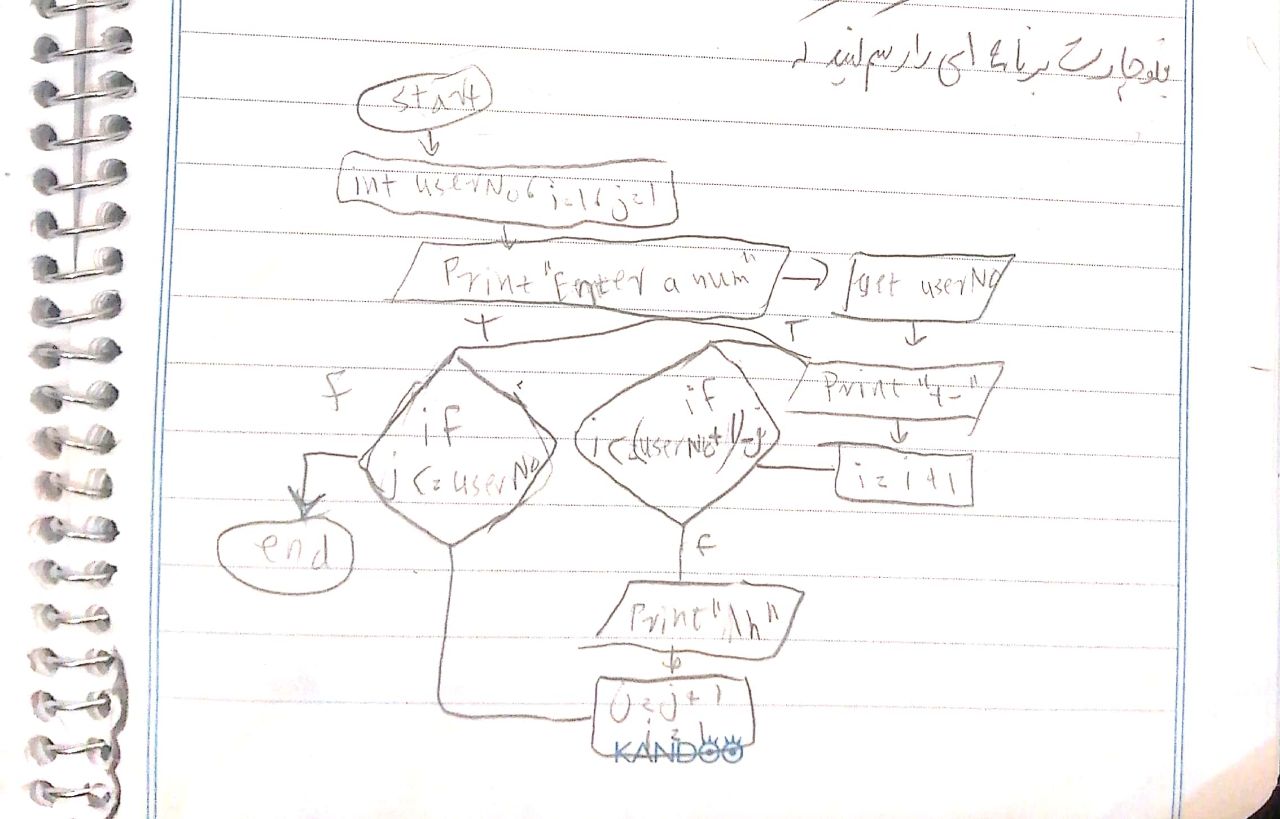 فلوچارت برنامه ای را رسم کنید
start
int userNo، i=1، j=1
Print "Enter a num"
get userNo
T
T
Print "*-"
f
if
j <= userNo
if
i <= (userNo+1)-j
i = i + 1
end
f
Print "\n"
j = j + 1
i = 1
KANDOO